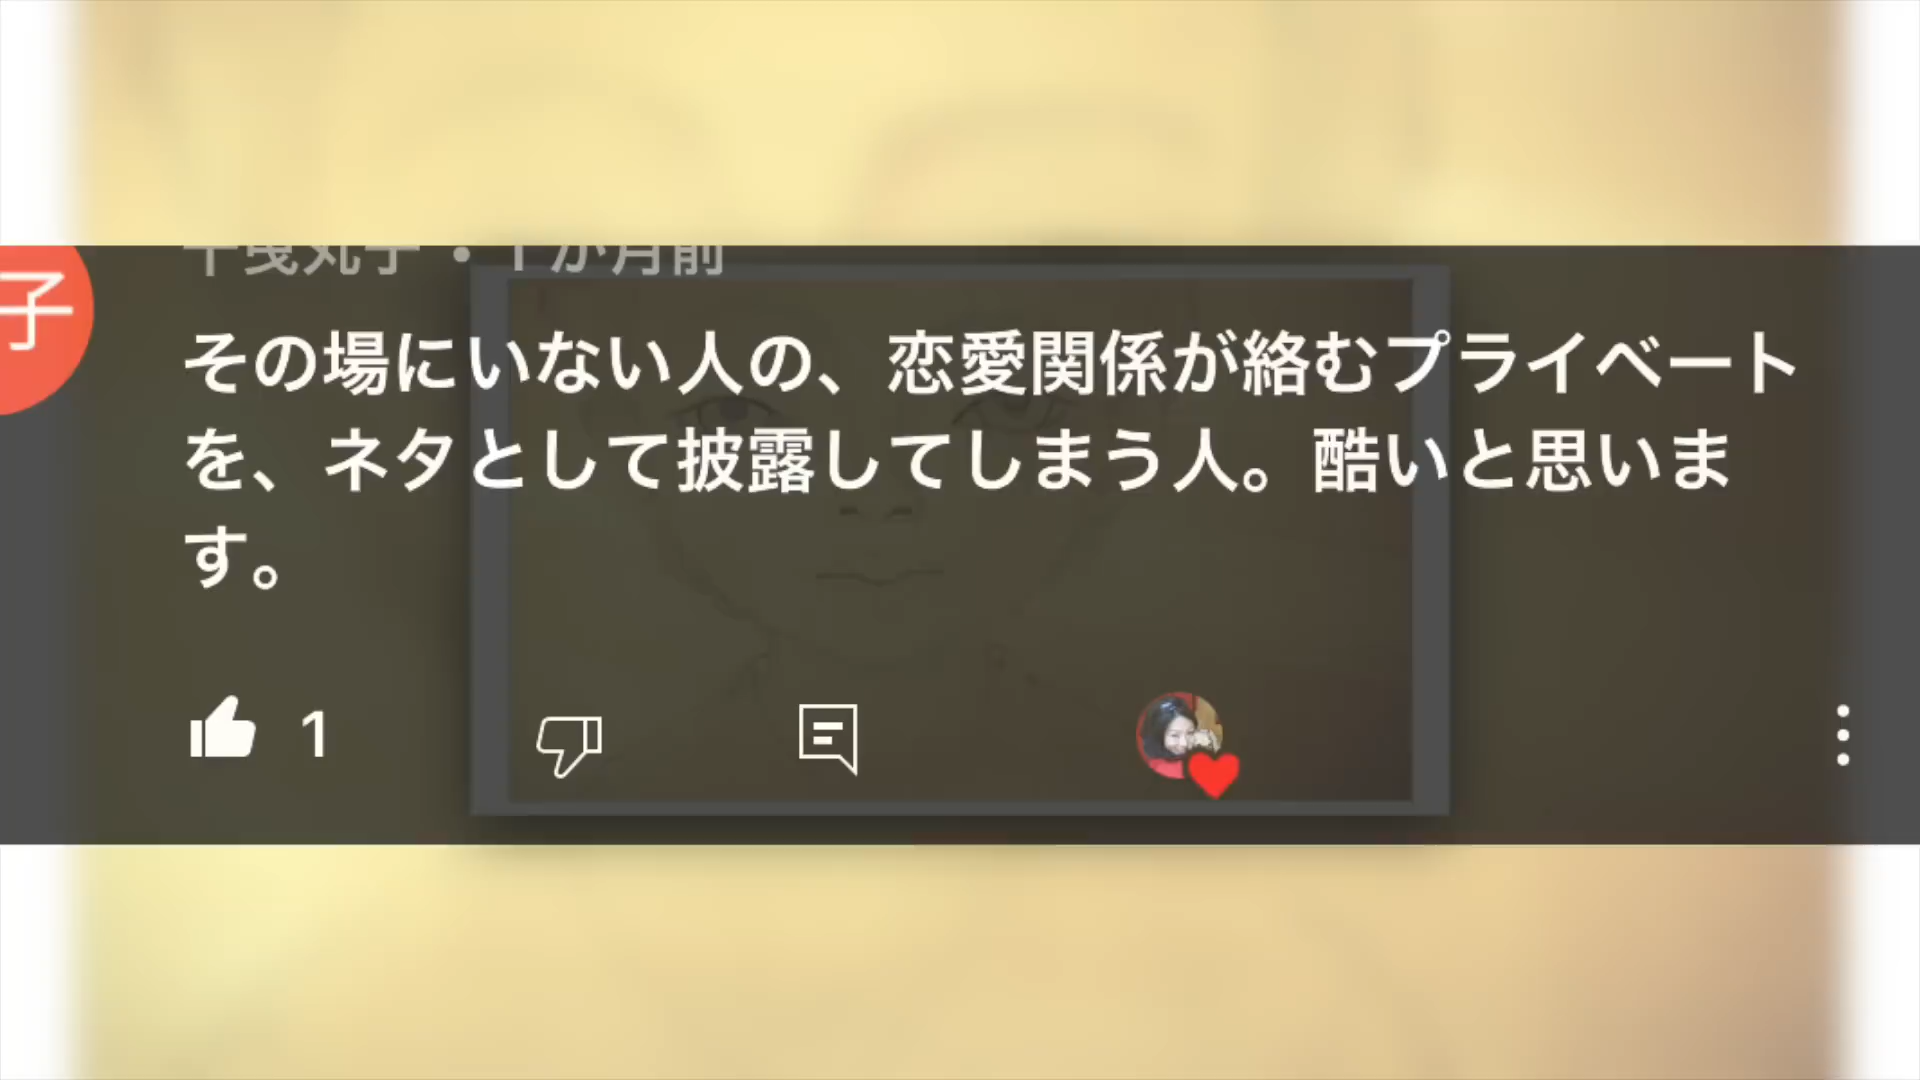 子
その場にいない人の、恋愛関係が絡むプライベート
を、ネタとして披露してしまう人。酷いと思いま
す。
1